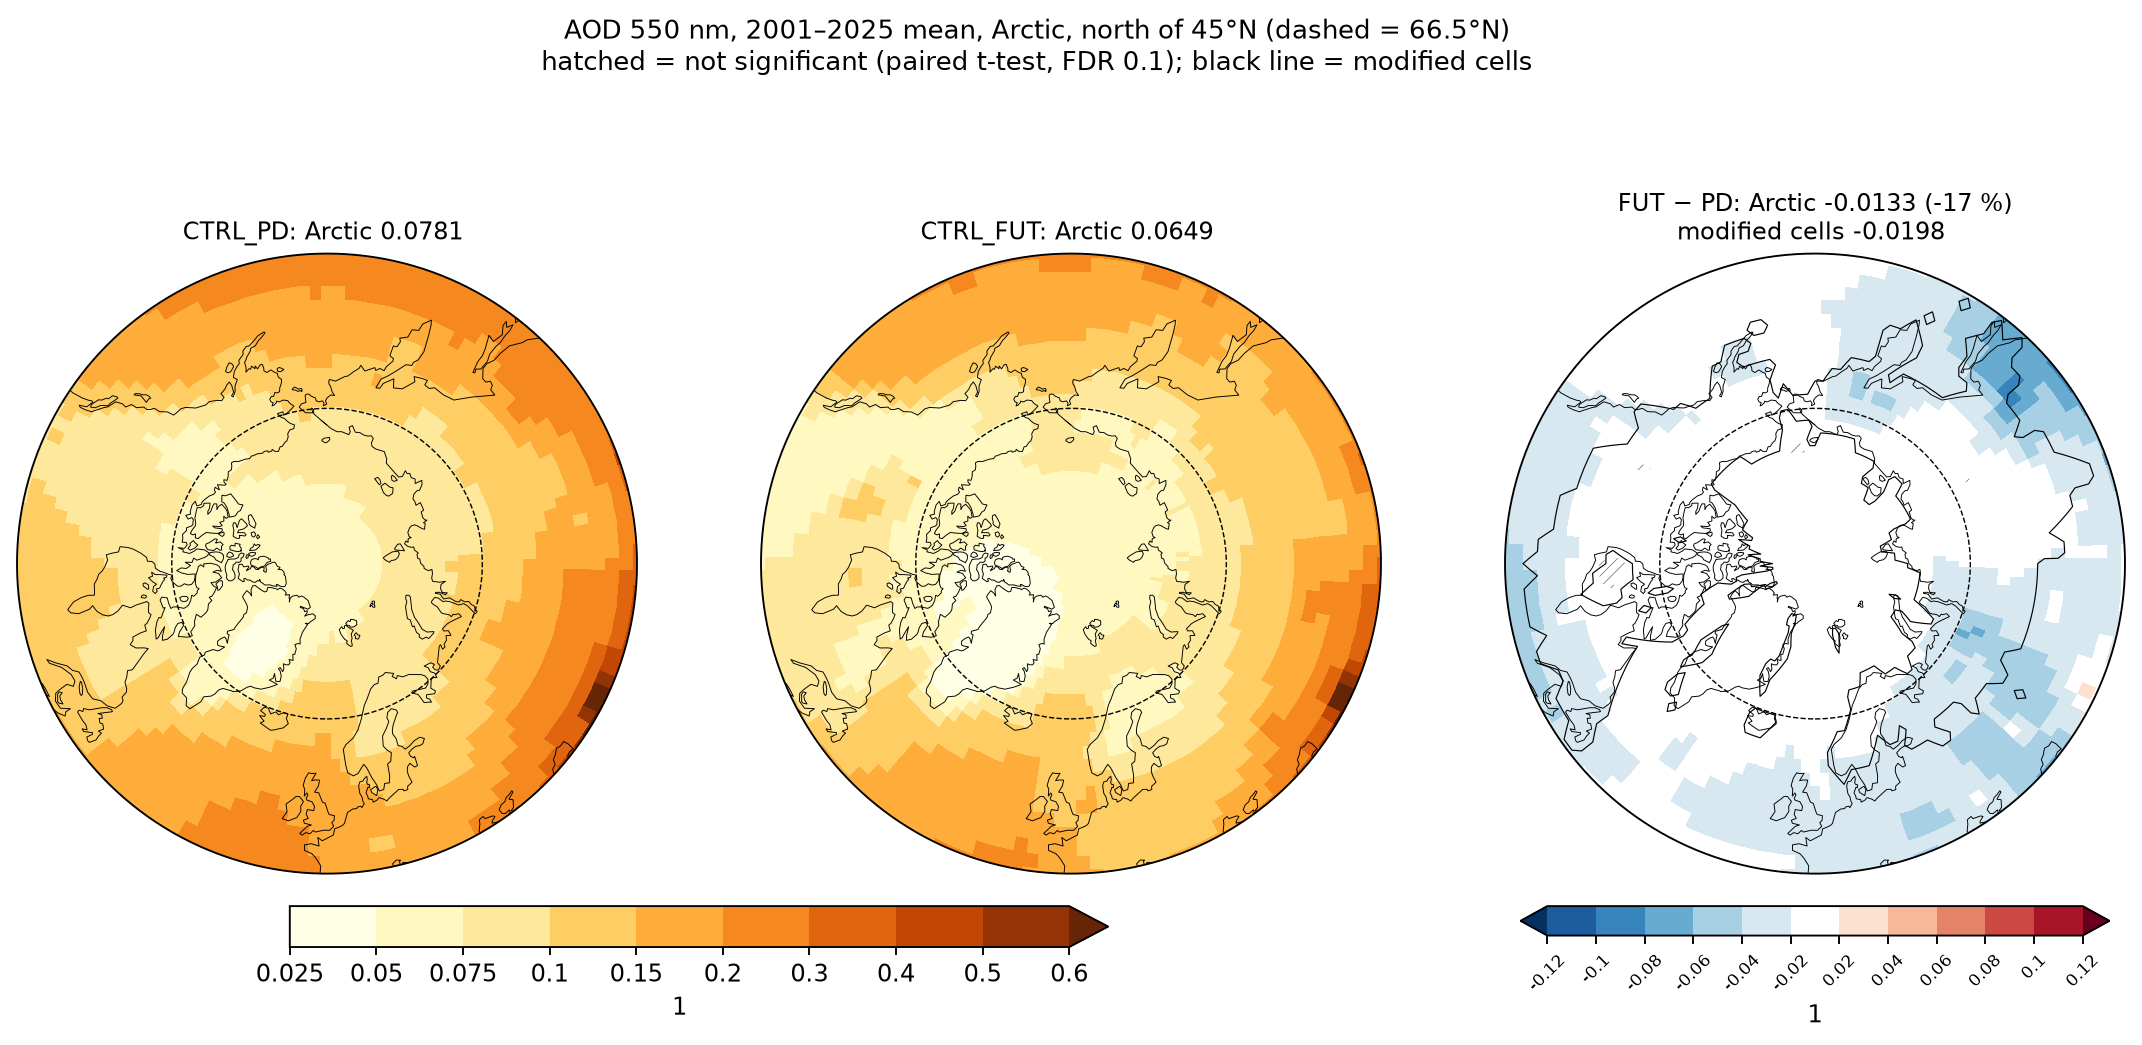 AOD 550 nm, 2001–2025 mean, Arctic, north of 45°N (dashed = 66.5°N)
hatched = not significant (paired t-test, FDR 0.1); black line = modified cells
CTRL_PD: Arctic 0.0781
CTRL_FUT: Arctic 0.0649
FUT − PD: Arctic -0.0133 (-17 %)
modified cells -0.0198
0.025 0.05 0.075 0.1 0.15 0.2 0.3 0.4 0.5 0.6
1
-0.12 -0.1 -0.08 -0.06 -0.04 -0.02 0.02 0.04 0.06 0.08 0.1 0.12
1